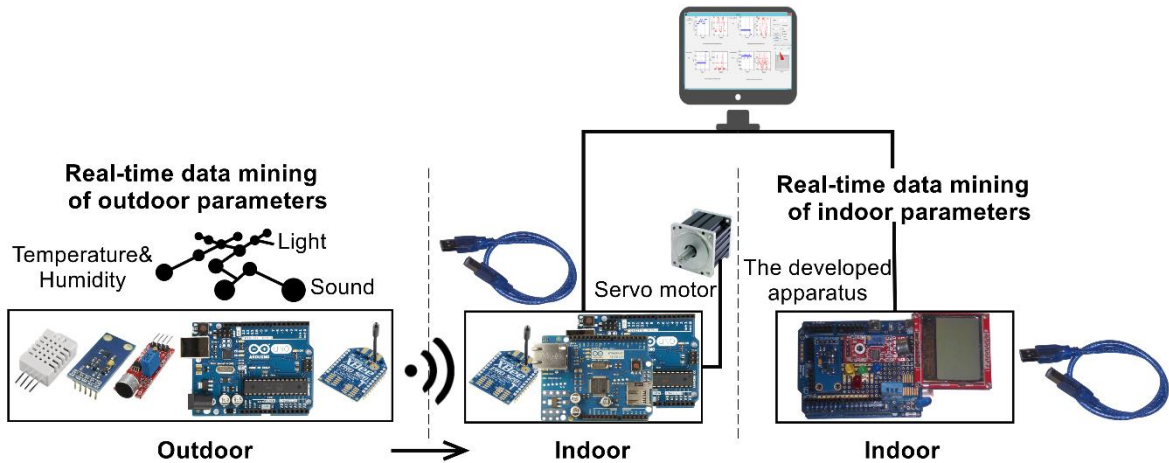 Real-time data mining
of outdoor parameters
Temperature&
Humidity
Light
Sound
Outdoor
Servo motor
Indoor
Real-time data mining
of indoor parameters
The developed
apparatus
Indoor